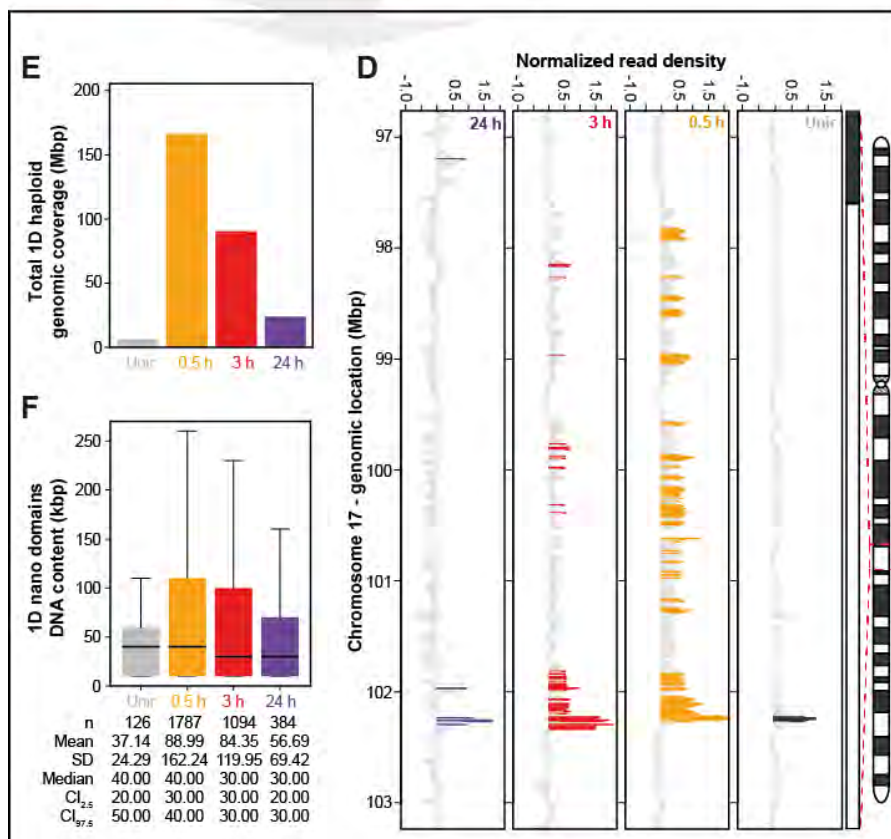 E
Total 1D haploid
genomic coverage (Mbp)
200
150
100
50
0
Unir 0.5 h 3 h 24 h
F
1D nano domains
DNA content (kbp)
250
200
150
100
50
0
Unir 0.5 h 3 h 24 h
n 126 1787 1094 384
Mean 37.14 88.99 84.35 56.69
SD 24.29 162.24 119.95 69.42
Median 40.00 40.00 30.00 30.00
CI2.5 20.00 30.00 30.00 20.00
CI97.5 50.00 40.00 30.00 30.00
D
Normalized read density
-1.0 0.5 1.5 -1.0 0.5 1.5 -1.0 0.5 1.5 -1.0 0.5 1.5
24 h 3 h 0.5 h Unir
Chromosome 17 - genomic location (Mbp)
97
98
99
100
101
102
103